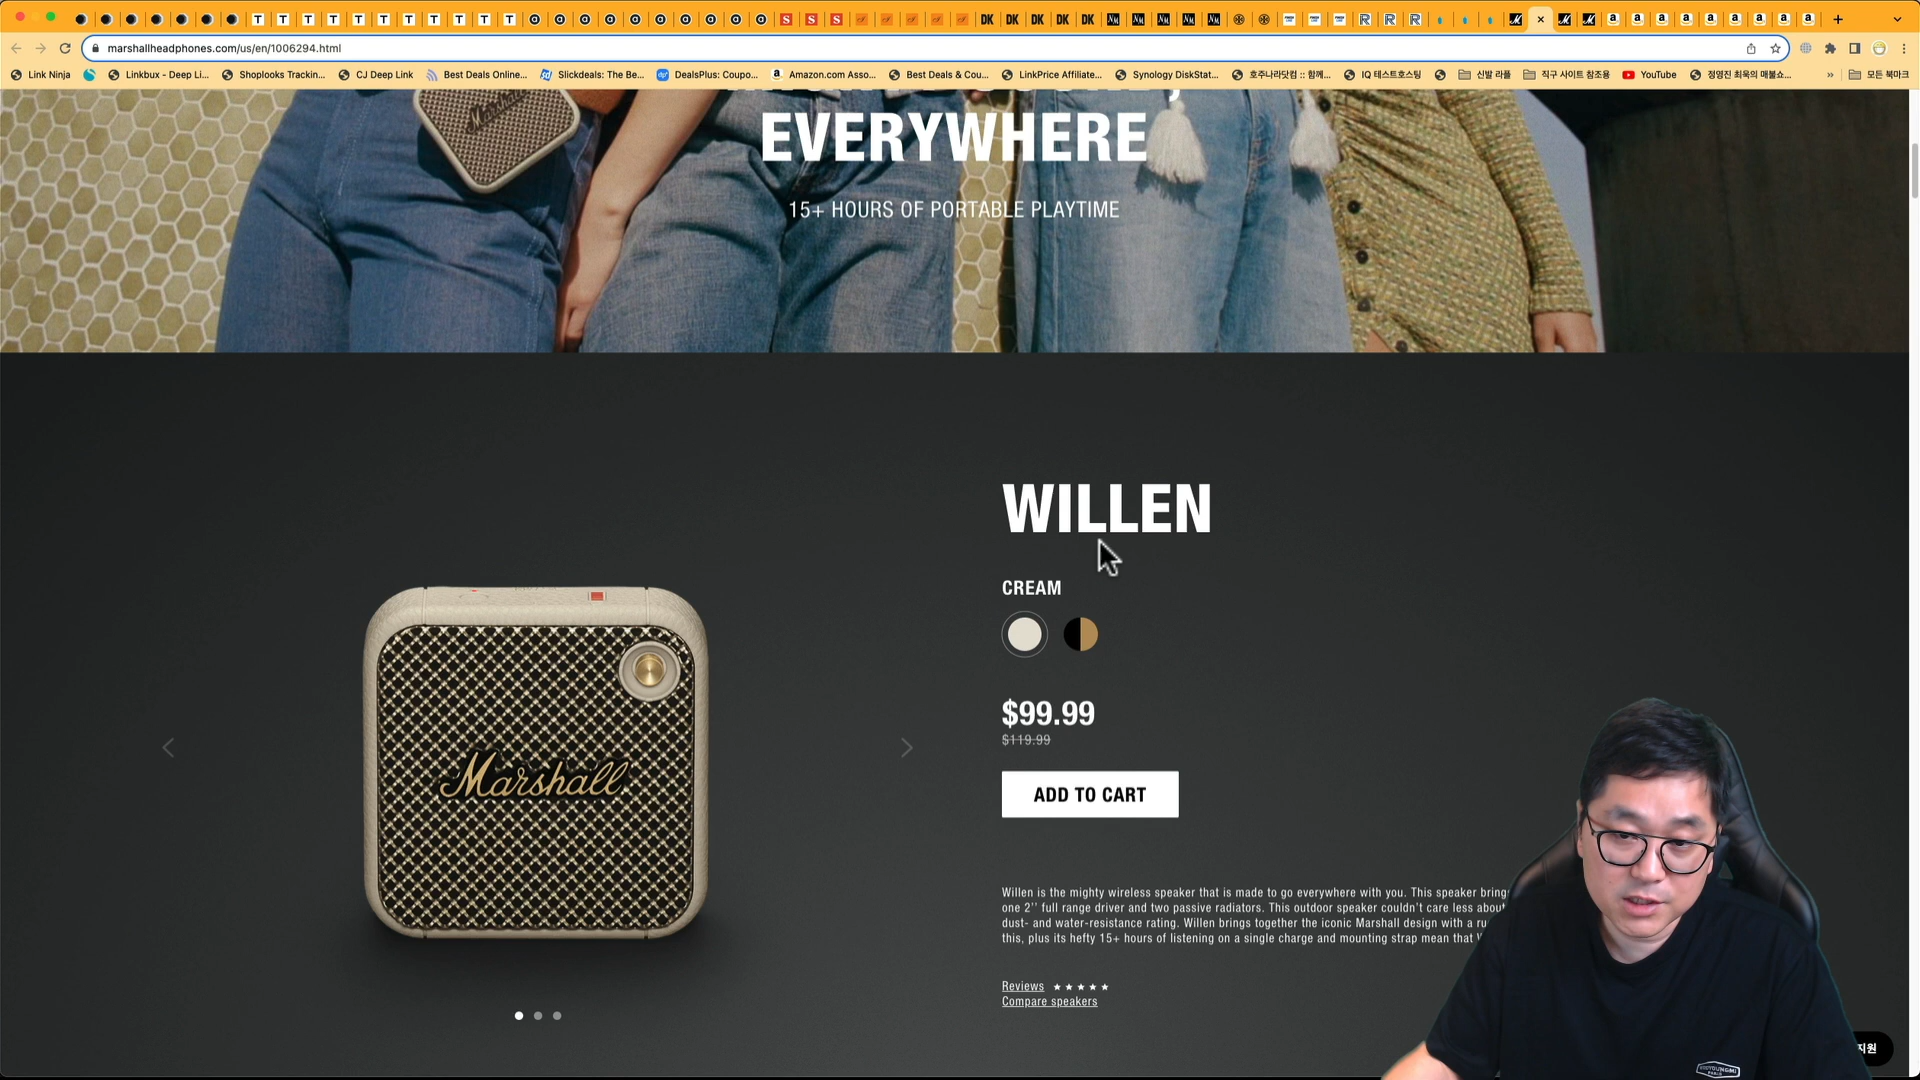 marshallheadphones.com/us/en/1006294.html
Link Ninja
Linkbux - Deep Li...
Shoplooks Trackin...
CJ Deep Link
Best Deals Online...
Slickdeals: The Be...
DealsPlus: Coupo...
Amazon.com Asso...
Best Deals & Cou...
LinkPrice Affiliate...
Synology DiskStat...
호주나라닷컴 :: 함께...
IQ 테스트호스팅
신발 라플
직구 사이트 참조용
YouTube
정영진 최욱의 매불쇼...
모든 북마크
Marshall
EVERYWHERE
15+ HOURS OF PORTABLE PLAYTIME
WILLEN
CREAM
$99.99
$119.99
ADD TO CART
Marshall
Willen is the mighty wireless speaker that is made to go everywhere with you. This speaker bring
one 2'' full range driver and two passive radiators. This outdoor speaker couldn't care less about
dust- and water-resistance rating. Willen brings together the iconic Marshall design with a ru
this, plus its hefty 15+ hours of listening on a single charge and mounting strap mean that
Reviews
Compare speakers
지원